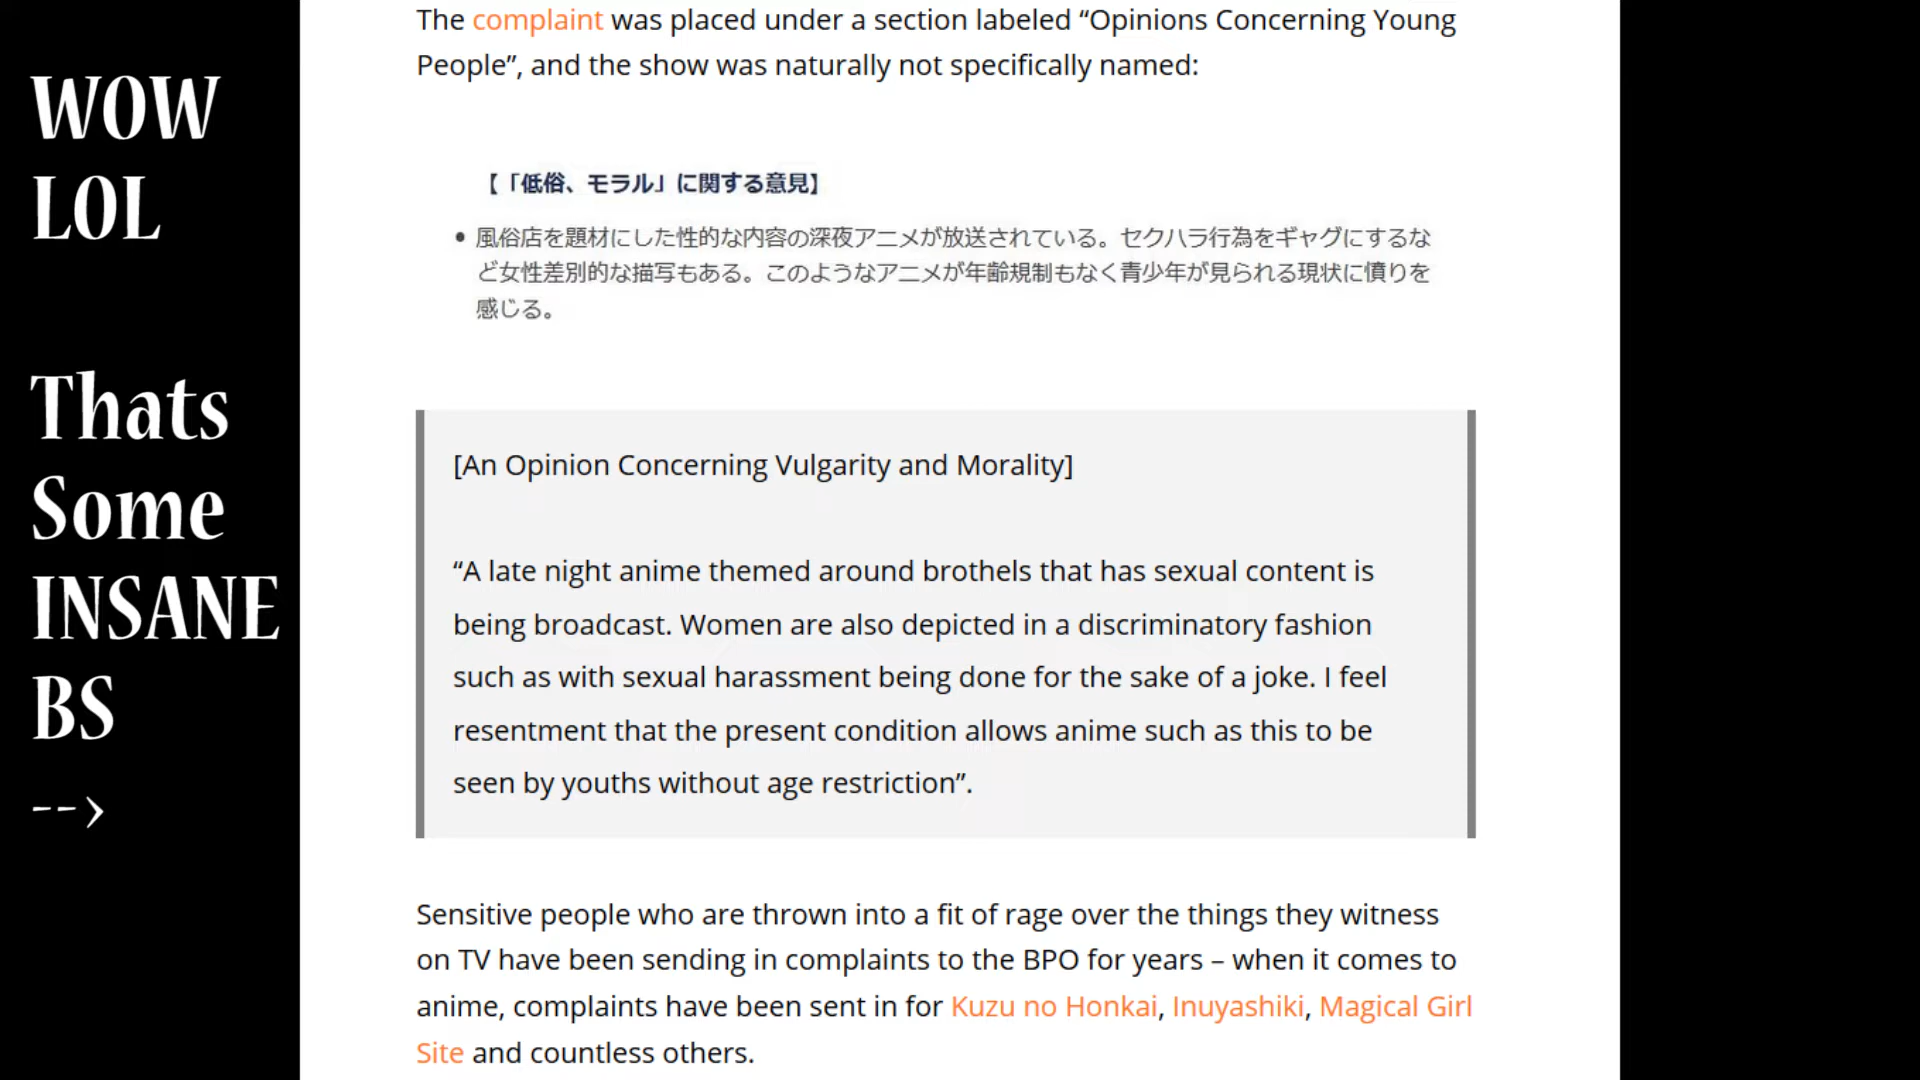 WOW
LOL
Thats
Some
INSANE
BS
-->
The complaint was placed under a section labeled “Opinions Concerning Young
People”, and the show was naturally not specifically named:
【「低俗、モラル」に関する意見】
• 風俗店を題材にした性的な内容の深夜アニメが放送されている。セクハラ行為をギャグにするな
ど女性差別的な描写もある。このようなアニメが年齢規制もなく青少年が見られる現状に憤りを
感じる。
[An Opinion Concerning Vulgarity and Morality]
“A late night anime themed around brothels that has sexual content is
being broadcast. Women are also depicted in a discriminatory fashion
such as with sexual harassment being done for the sake of a joke. I feel
resentment that the present condition allows anime such as this to be
seen by youths without age restriction”.
Sensitive people who are thrown into a fit of rage over the things they witness
on TV have been sending in complaints to the BPO for years – when it comes to
anime, complaints have been sent in for Kuzu no Honkai, Inuyashiki, Magical Girl
Site and countless others.